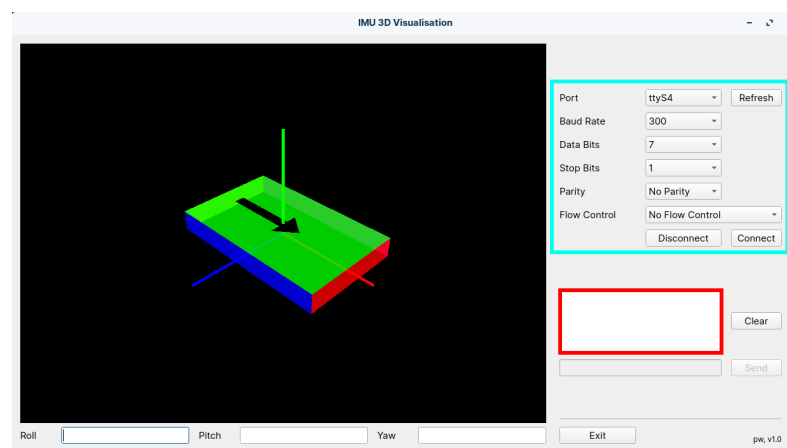 IMU 3D Visualisation
Port ttyS4 Refresh
Baud Rate 300
Data Bits 7
Stop Bits 1
Parity No Parity
Flow Control No Flow Control
Disconnect Connect
Clear
Send
Roll Pitch Yaw Exit pw, v1.0